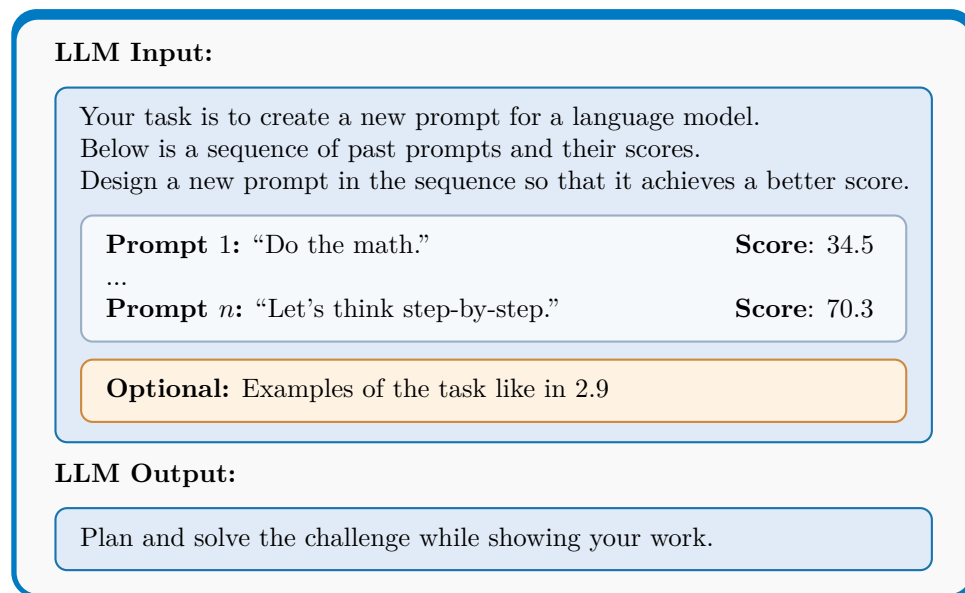 LLM Input:
Your task is to create a new prompt for a language model.
Below is a sequence of past prompts and their scores.
Design a new prompt in the sequence so that it achieves a better score.
Prompt 1: “Do the math.” Score: 34.5
...
Prompt n: “Let's think step-by-step.” Score: 70.3
Optional: Examples of the task like in 2.9
LLM Output:
Plan and solve the challenge while showing your work.